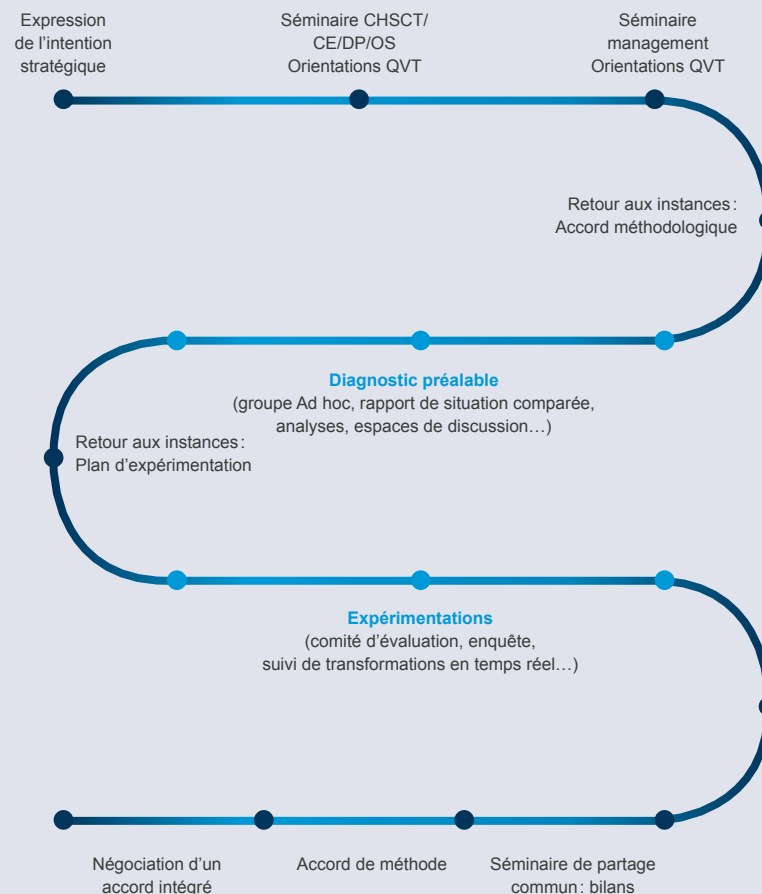 Expression
de l’intention
stratégique
Séminaire CHSCT/
CE/DP/OS
Orientations QVT
Séminaire
management
Orientations QVT
Retour aux instances :
Accord méthodologique
Diagnostic préalable
(groupe Ad hoc, rapport de situation comparée,
analyses, espaces de discussion…)
Retour aux instances :
Plan d’expérimentation
Expérimentations
(comité d’évaluation, enquête,
suivi de transformations en temps réel…)
Négociation d’un
accord intégré
Accord de méthode
Séminaire de partage
commun : bilans